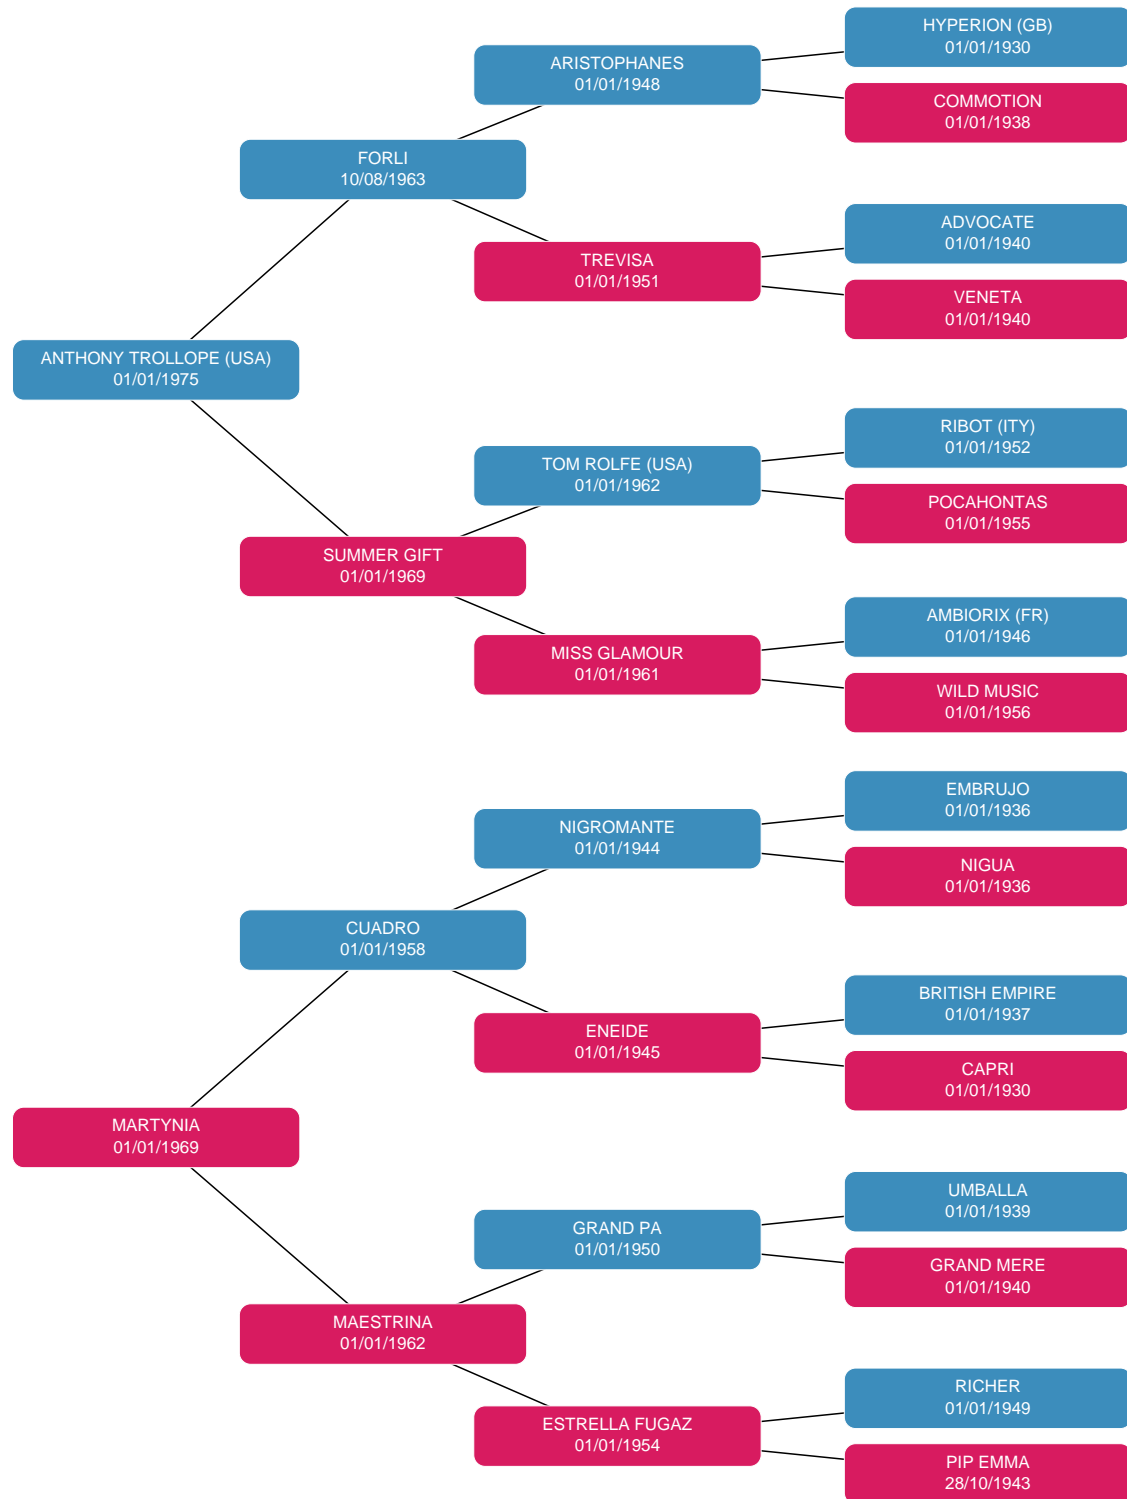 HYPERION (GB)
01/01/1930
ARISTOPHANES
01/01/1948
COMMOTION
01/01/1938
FORLI
10/08/1963
ADVOCATE
01/01/1940
TREVISA
01/01/1951
VENETA
01/01/1940
ANTHONY TROLLOPE (USA)
01/01/1975
RIBOT (ITY)
01/01/1952
TOM ROLFE (USA)
01/01/1962
POCAHONTAS
01/01/1955
SUMMER GIFT
01/01/1969
AMBIORIX (FR)
01/01/1946
MISS GLAMOUR
01/01/1961
WILD MUSIC
01/01/1956
EMBRUJO
01/01/1936
NIGROMANTE
01/01/1944
NIGUA
01/01/1936
CUADRO
01/01/1958
BRITISH EMPIRE
01/01/1937
ENEIDE
01/01/1945
CAPRI
01/01/1930
MARTYNIA
01/01/1969
UMBALLA
01/01/1939
GRAND PA
01/01/1950
GRAND MERE
01/01/1940
MAESTRINA
01/01/1962
RICHER
01/01/1949
ESTRELLA FUGAZ
01/01/1954
PIP EMMA
28/10/1943